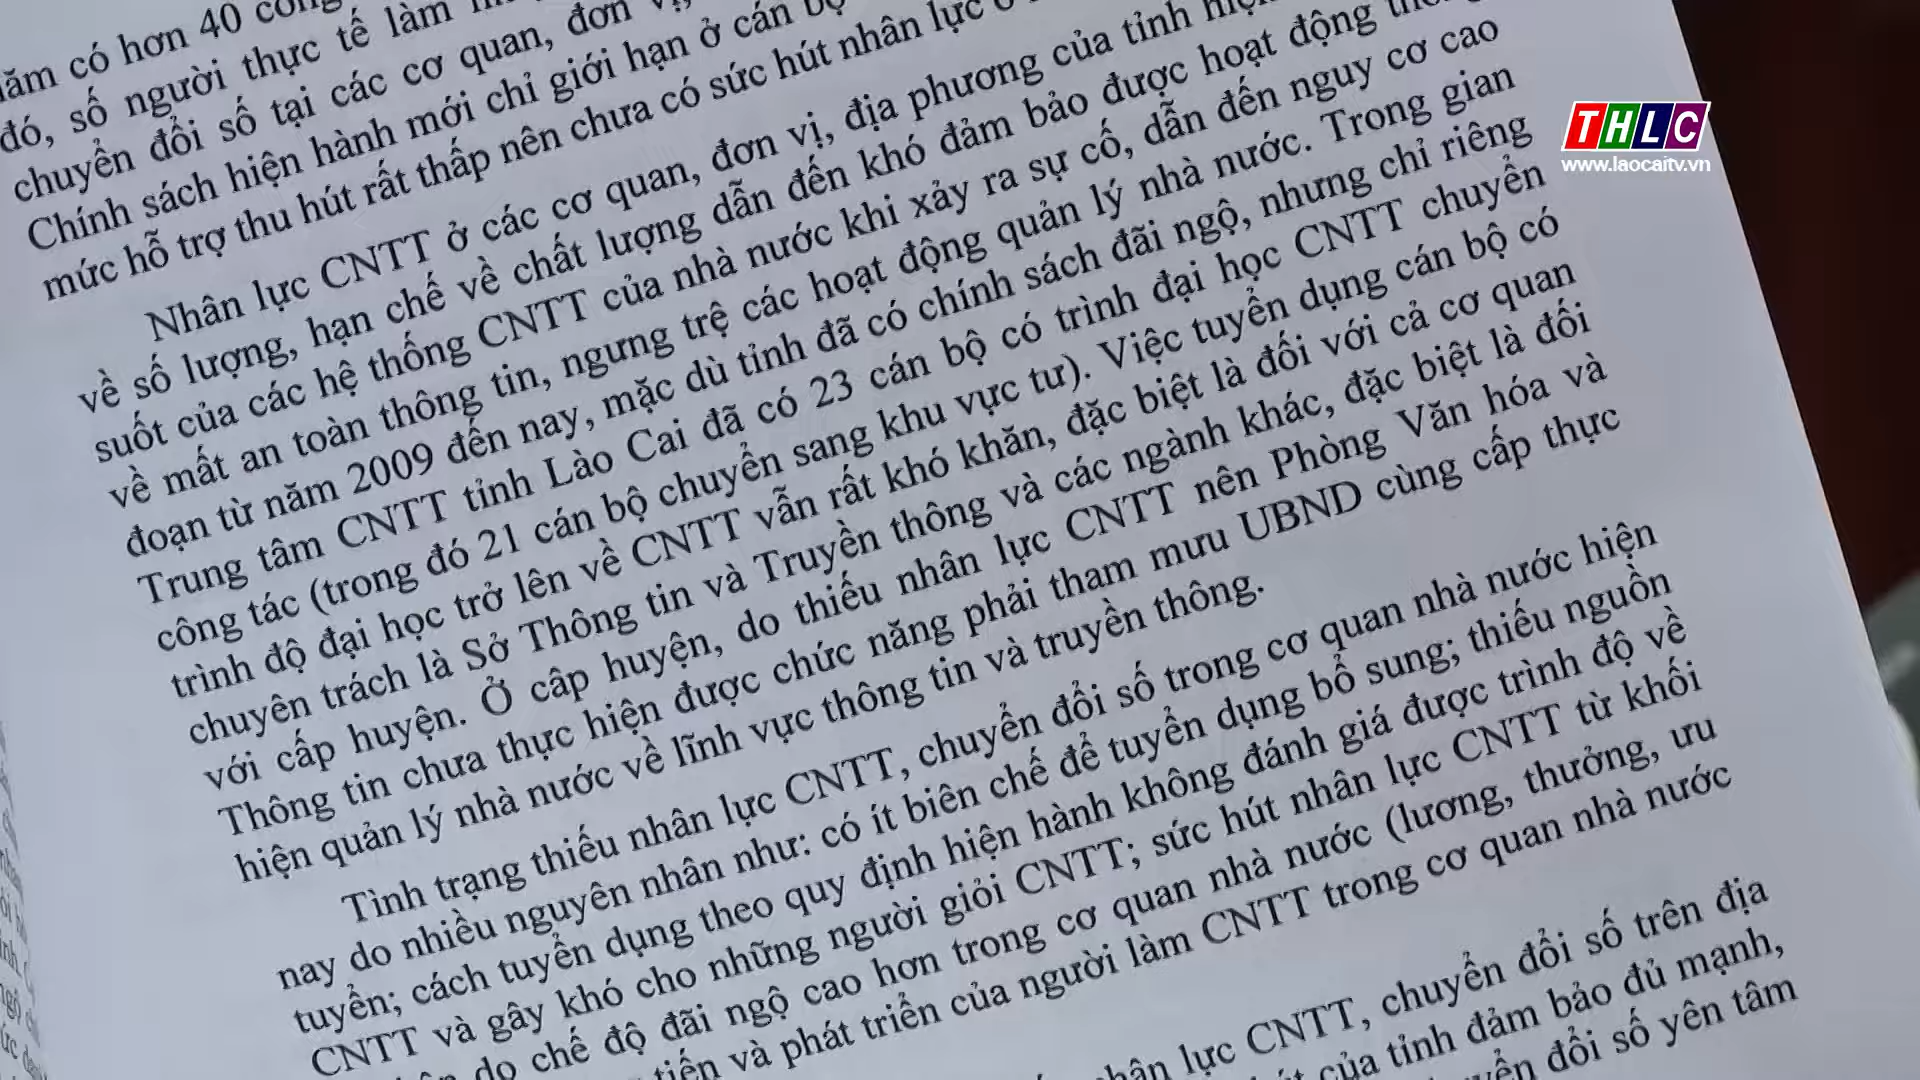 năm có hơn 40 công
đó, số người thực tế làm
chuyển đổi số tại các cơ quan, đơn vị,
Chính sách hiện hành mới chỉ giới hạn ở cán bộ
mức hỗ trợ thu hút rất thấp nên chưa có sức hút nhân lực
Nhân lực CNTT ở các cơ quan, đơn vị, địa phương của tỉnh hiện
về số lượng, hạn chế về chất lượng dẫn đến khó đảm bảo được hoạt động
suốt của các hệ thống CNTT của nhà nước khi xảy ra sự cố, dẫn đến nguy cơ cao
về mất an toàn thông tin, ngưng trệ các hoạt động quản lý nhà nước. Trong gian
đoạn từ năm 2009 đến nay, mặc dù tỉnh đã có chính sách đãi ngộ, nhưng chỉ riêng
Trung tâm CNTT tỉnh Lào Cai đã có 23 cán bộ có trình đại học CNTT chuyển
công tác (trong đó 21 cán bộ chuyển sang khu vực tư). Việc tuyển dụng cán bộ có
trình độ đại học trở lên về CNTT vẫn rất khó khăn, đặc biệt là đối với cả cơ quan
chuyên trách là Sở Thông tin và Truyền thông và các ngành khác, đặc biệt là đối
với cấp huyện. Ở câp huyện, do thiếu nhân lực CNTT nên Phòng Văn hóa và
Thông tin chưa thực hiện được chức năng phải tham mưu UBND cùng cấp thực
hiện quản lý nhà nước về lĩnh vực thông tin và truyền thông.
Tình trạng thiếu nhân lực CNTT, chuyển đổi số trong cơ quan nhà nước hiện
nay do nhiều nguyên nhân như: có ít biên chế để tuyển dụng bổ sung; thiếu nguồn
tuyển; cách tuyển dụng theo quy định hiện hành không đánh giá được trình độ về
CNTT và gây khó cho những người giỏi CNTT; sức hút nhân lực CNTT từ khối
do chế độ đãi ngộ cao hơn trong cơ quan nhà nước (lương, thưởng, ưu
tiến và phát triển của người làm CNTT trong cơ quan nhà nước
nhân lực CNTT, chuyển đổi số trên địa
của tỉnh đảm bảo đủ mạnh,
đổi số yên tâm
THLC
www.laocaitv.vn